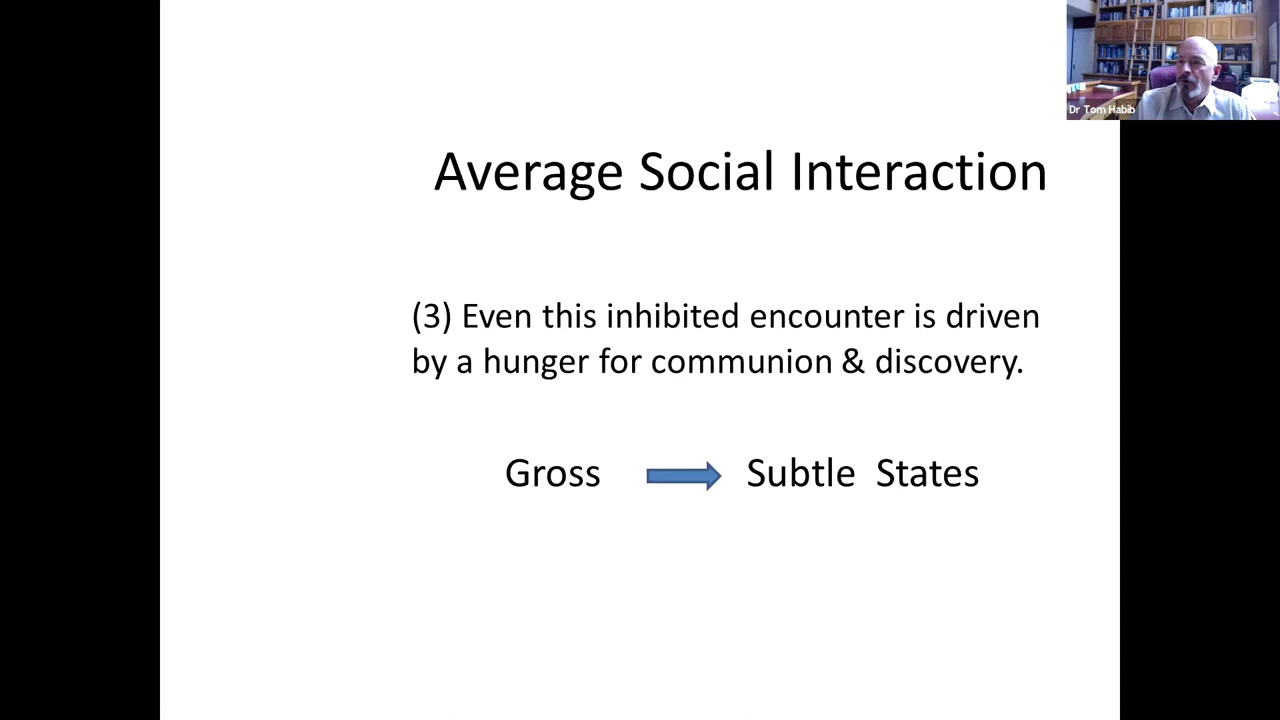 Dr Tom Habib
Average Social Interaction
(3) Even this inhibited encounter is driven
by a hunger for communion & discovery.
Gross Subtle States